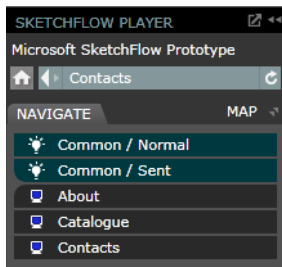 SKETCHFLOW PLAYER
Microsoft SketchFlow Prototype
Contacts
NAVIGATE MAP
Common / Normal
Common / Sent
About
Catalogue
Contacts